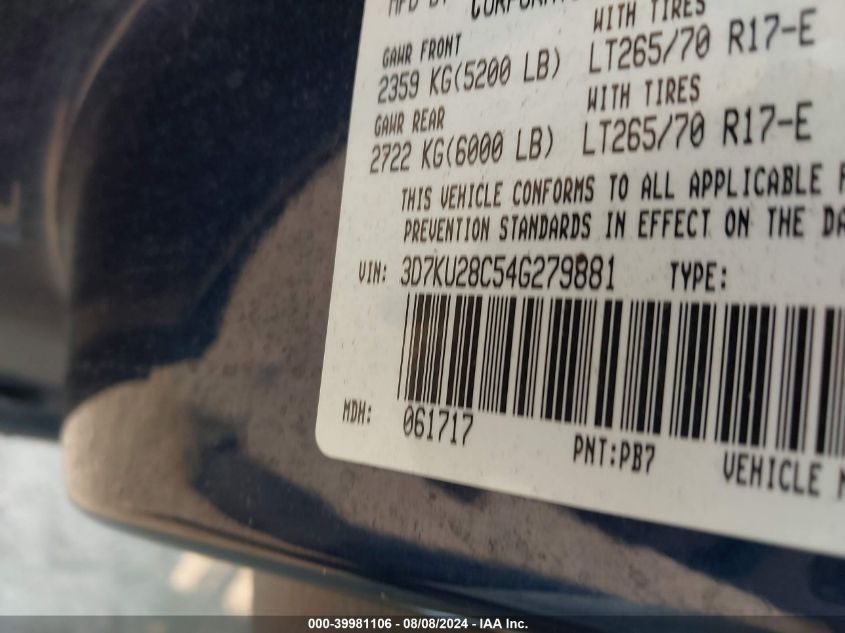 MFD BY
GAWR FRONT WITH TIRES
2359 KG(5200 LB) LT265/70 R17-E
GAWR REAR WITH TIRES
2722 KG(6000 LB) LT265/70 R17-E
THIS VEHICLE CONFORMS TO ALL APPLICABLE
PREVENTION STANDARDS IN EFFECT ON THE
VIN: 3D7KU28C54G279881 TYPE:
MDH: 061717
PNT:PB7 VEHICLE
000-39981106 - 08/08/2024 - IAA Inc.